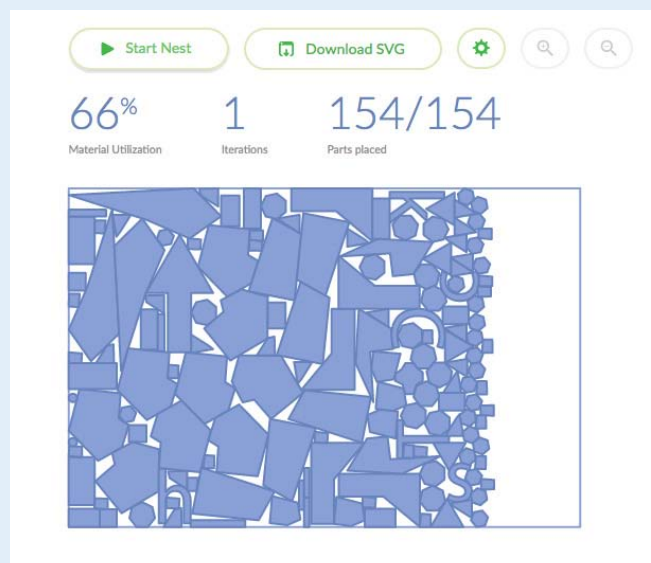 Start Nest
Download SVG
66%
1
154/154
Material Utilization
Iterations
Parts placed